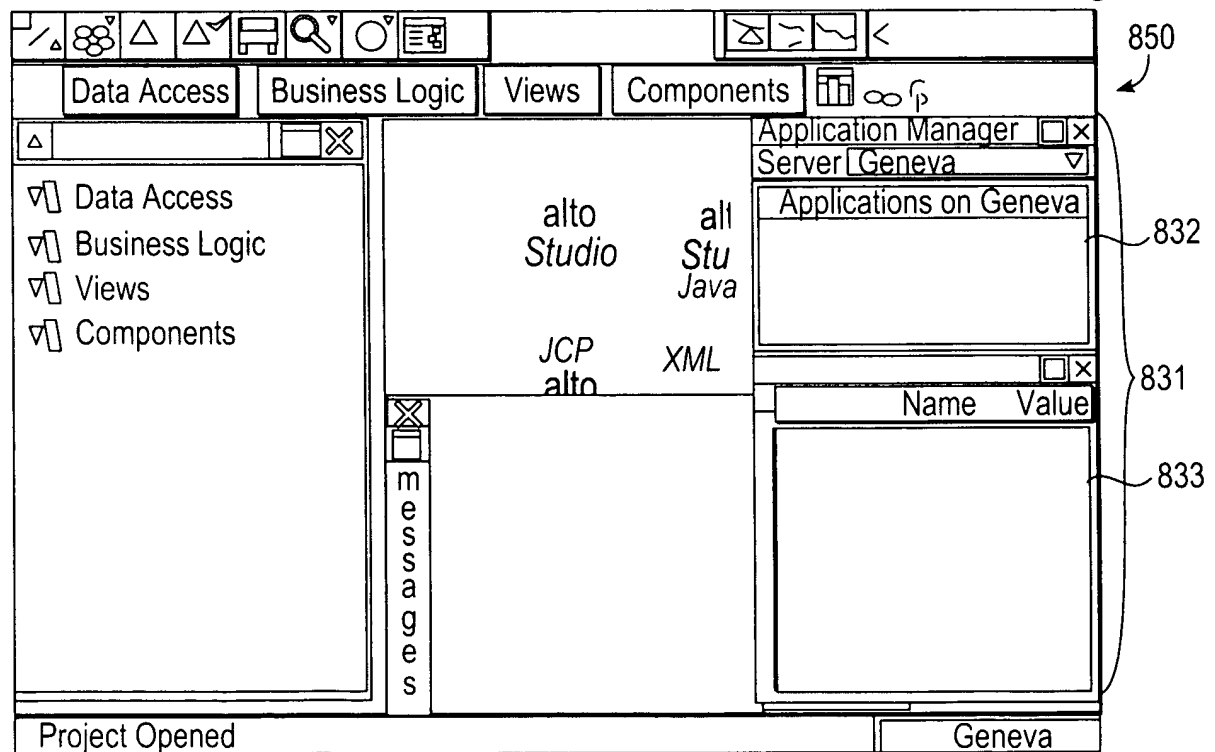 850
Data Access Business Logic Views Components
Application Manager
Server Geneva
Data Access
Business Logic
Views
Components
alto
Studio
all
Stu
Java
JCP
alto
XML
Applications on Geneva
832
831
Name Value
833
messages
Project Opened
Geneva